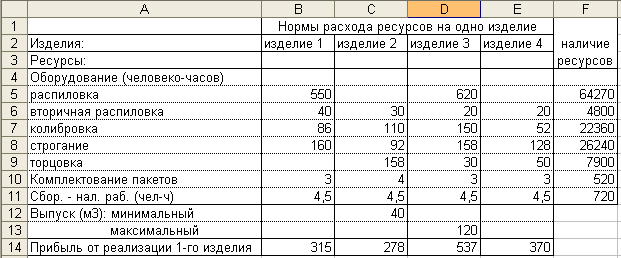 A B C D E F
1 Нормы расхода ресурсов на одно изделие
2 Изделия: изделие 1 изделие 2 изделие 3 изделие 4 наличие
3 Ресурсы: ресурсов
4 Оборудование (человеко-часов)
5 распиловка 550 620 64270
6 вторичная распиловка 40 30 20 20 4800
7 колибровка 86 110 150 52 22360
8 строгание 160 92 158 128 26240
9 торцовка 158 30 50 7900
10 Комплектование пакетов 3 4 3 3 520
11 Сбор. - нал. раб. (чел-ч) 4,5 4,5 4,5 4,5 720
12 Выпуск (м3): минимальный 40
13 максимальный 120
14 Прибыль от реализации 1-го изделия 315 278 537 370